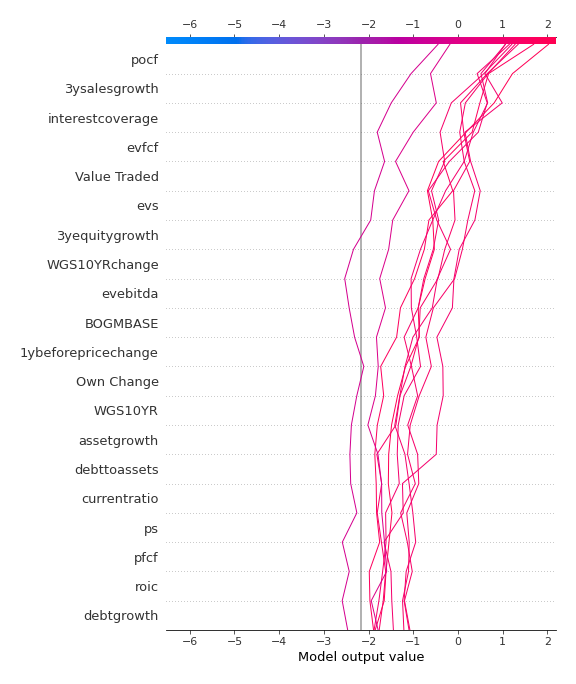 −6 −5 −4 −3 −2 −1 0 1 2
pocf
3ysalesgrowth
interestcoverage
evfcf
Value Traded
evs
3yequitygrowth
WGS10YRchange
evebitda
BOGMBASE
1ybeforepricechange
Own Change
WGS10YR
assetgrowth
debttoassets
currentratio
ps
pfcf
roic
debtgrowth
−6 −5 −4 −3 −2 −1 0 1 2
Model output value